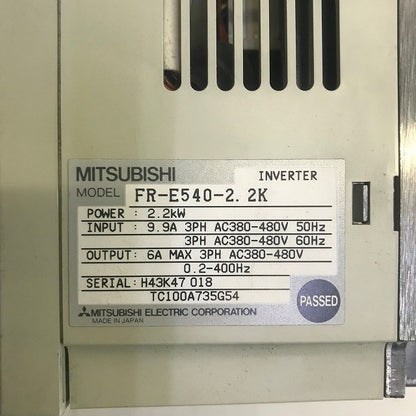 MITSUBISHI INVERTER
MODEL FR-E540-2.2K
POWER : 2.2kW
INPUT : 9.9A 3PH AC380-480V 50Hz
3PH AC380-480V 60Hz
OUTPUT: 6A MAX 3PH AC380-480V
0.2-400Hz
SERIAL: H43K47 018
TC100A735G54
PASSED
MITSUBISHI ELECTRIC CORPORATION
MADE IN JAPAN